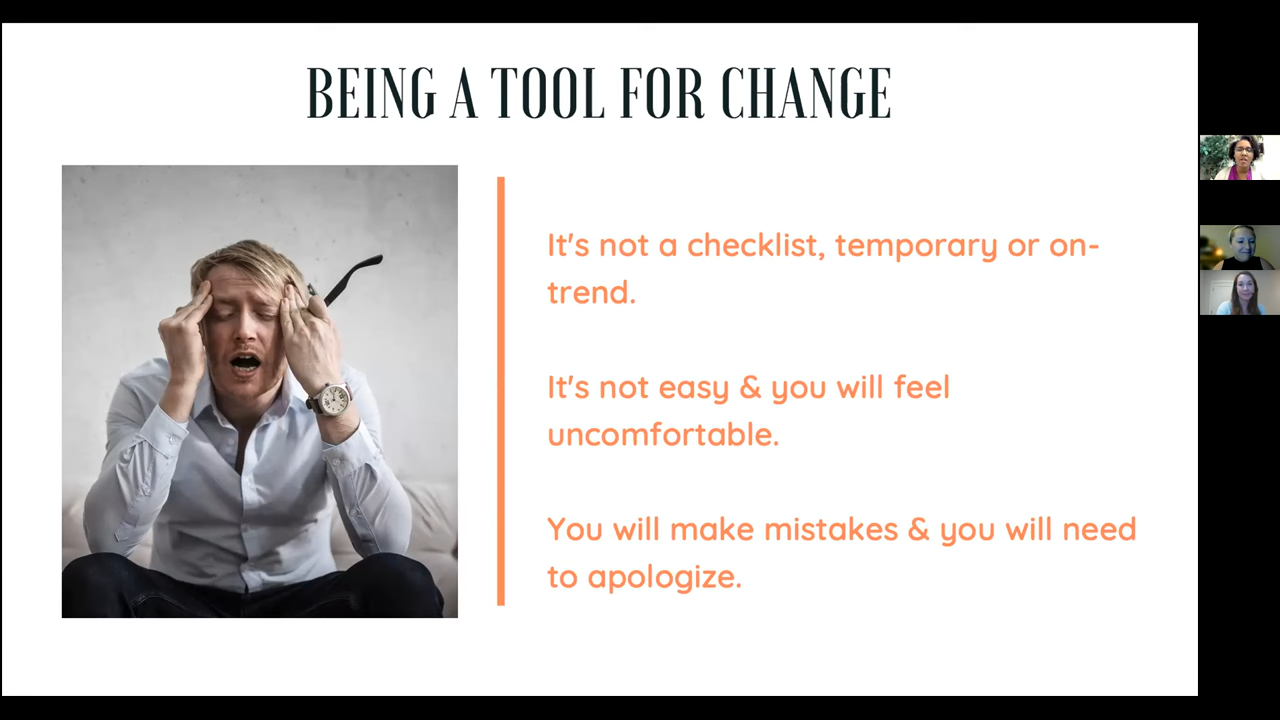 BEING A TOOL FOR CHANGE
It's not a checklist, temporary or on-
trend.
It's not easy & you will feel
uncomfortable.
You will make mistakes & you will need
to apologize.